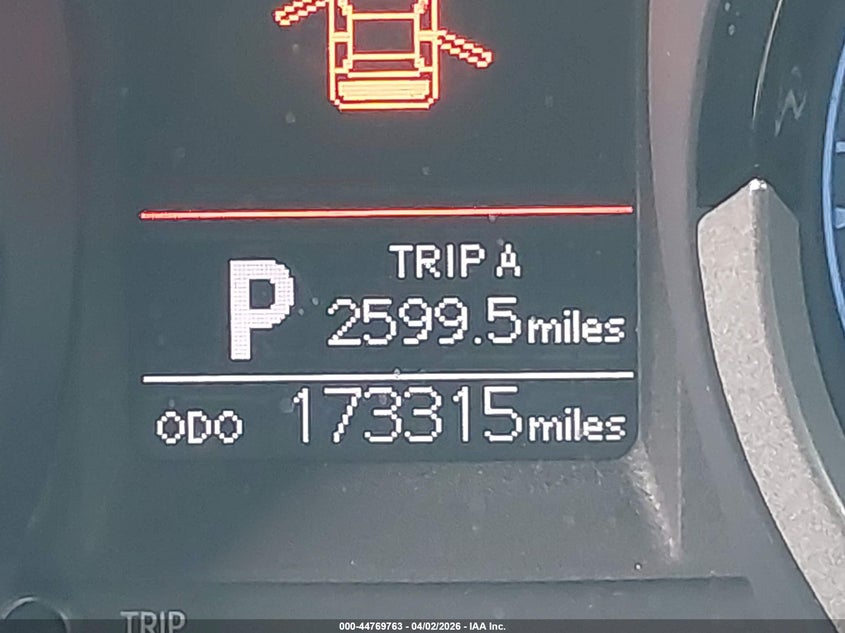 TRIP A
P
2599.5 miles
ODO 173315 miles
TRIP
000-44769763 - 04/02/2026 - IAA Inc.